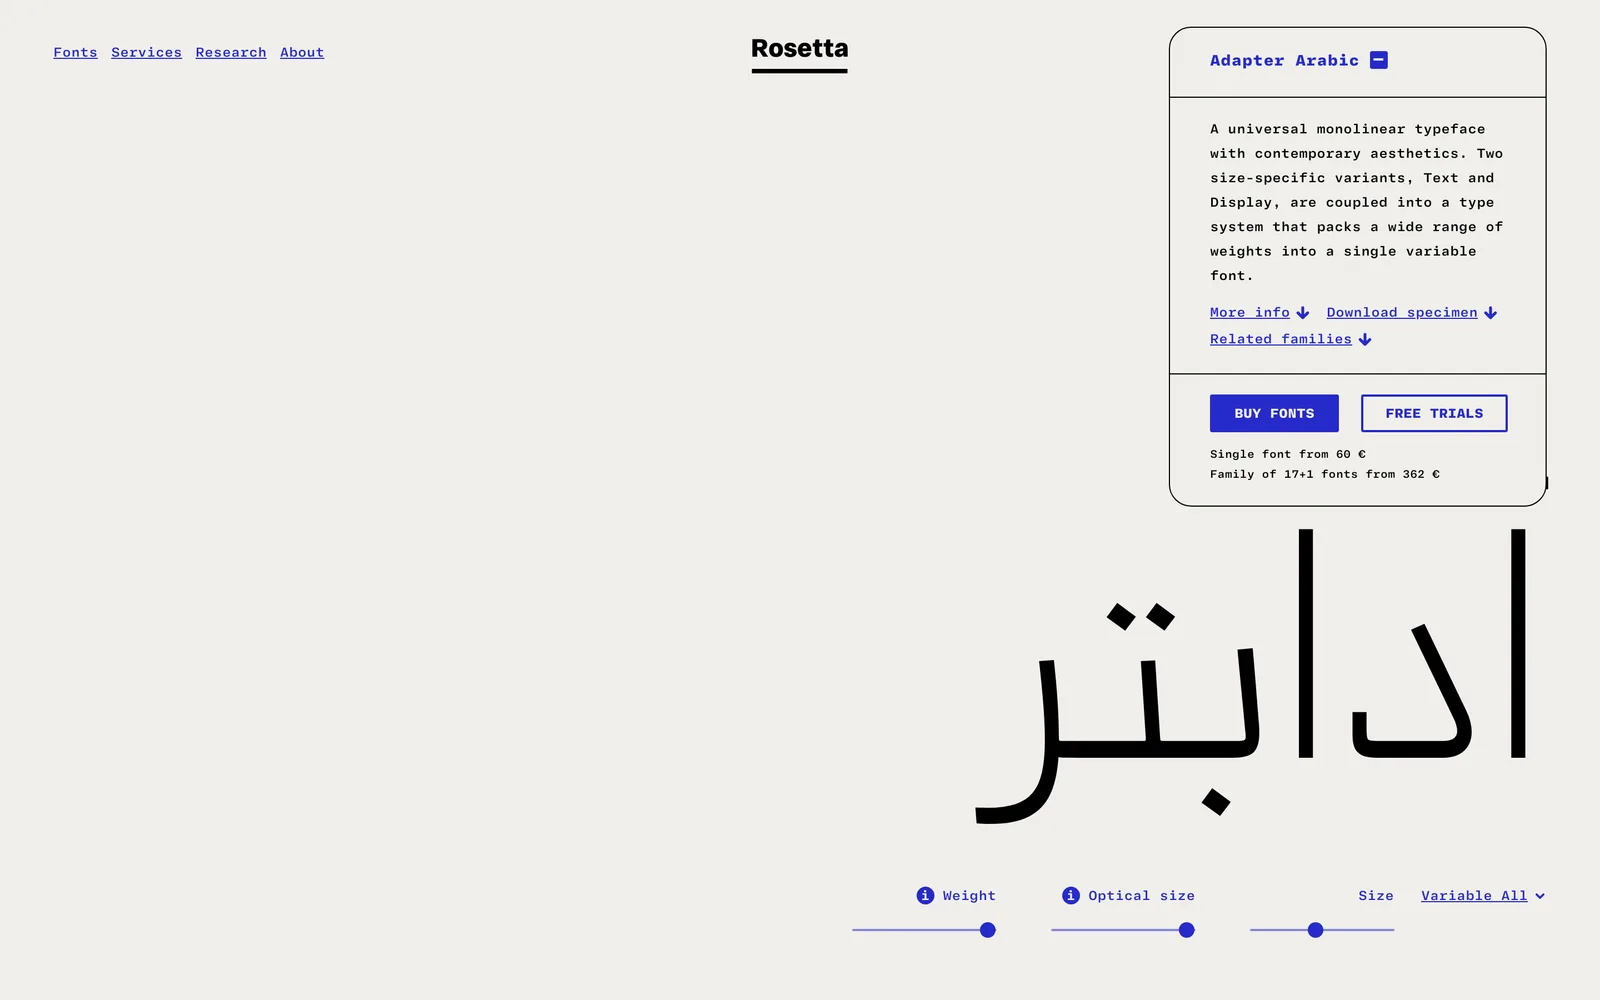 Fonts Services Research About
Rosetta
Adapter Arabic
A universal monolinear typeface
with contemporary aesthetics. Two
size-specific variants, Text and
Display, are coupled into a type
system that packs a wide range of
weights into a single variable
font.
More info Download specimen
Related families
BUY FONTS FREE TRIALS
Single font from 60 €
Family of 17+1 fonts from 362 €
ادابتر
Weight Optical size Size Variable All